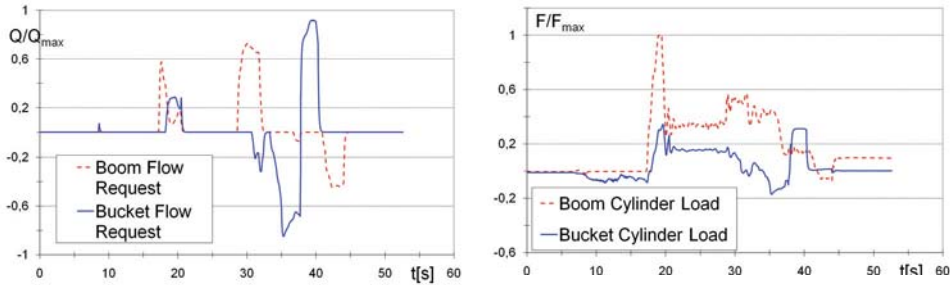 1
Q/Qmax
0,6
0,2
-0,2
-0,6
-1
Boom Flow
Request
Bucket Flow
Request
0
10
20
30
40
50
60
t[s]
F/Fmax
1
0,6
0,2
-0,2
-0,6
Boom Cylinder Load
Bucket Cylinder Load
0
10
20
30
40
50
60
t[s]